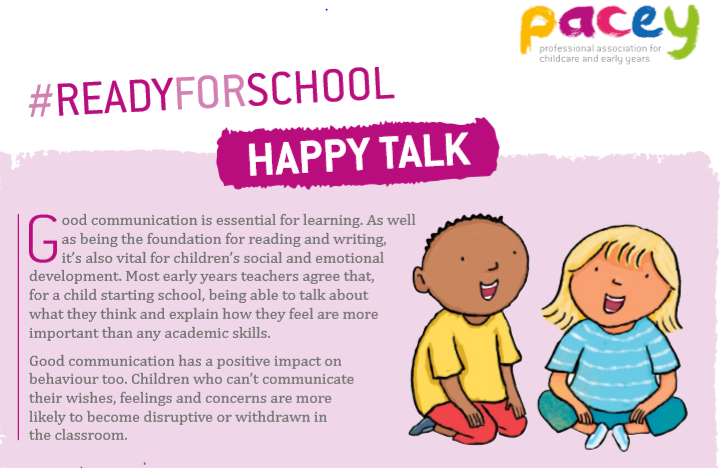 pacey
professional association for
childcare and early years
#READYFORSCHOOL
HAPPY TALK
Good communication is essential for learning. As well
as being the foundation for reading and writing,
it's also vital for children's social and emotional
development. Most early years teachers agree that,
for a child starting school, being able to talk about
what they think and explain how they feel are more
important than any academic skills.
Good communication has a positive impact on
behaviour too. Children who can't communicate
their wishes, feelings and concerns are more
likely to become disruptive or withdrawn in
the classroom.